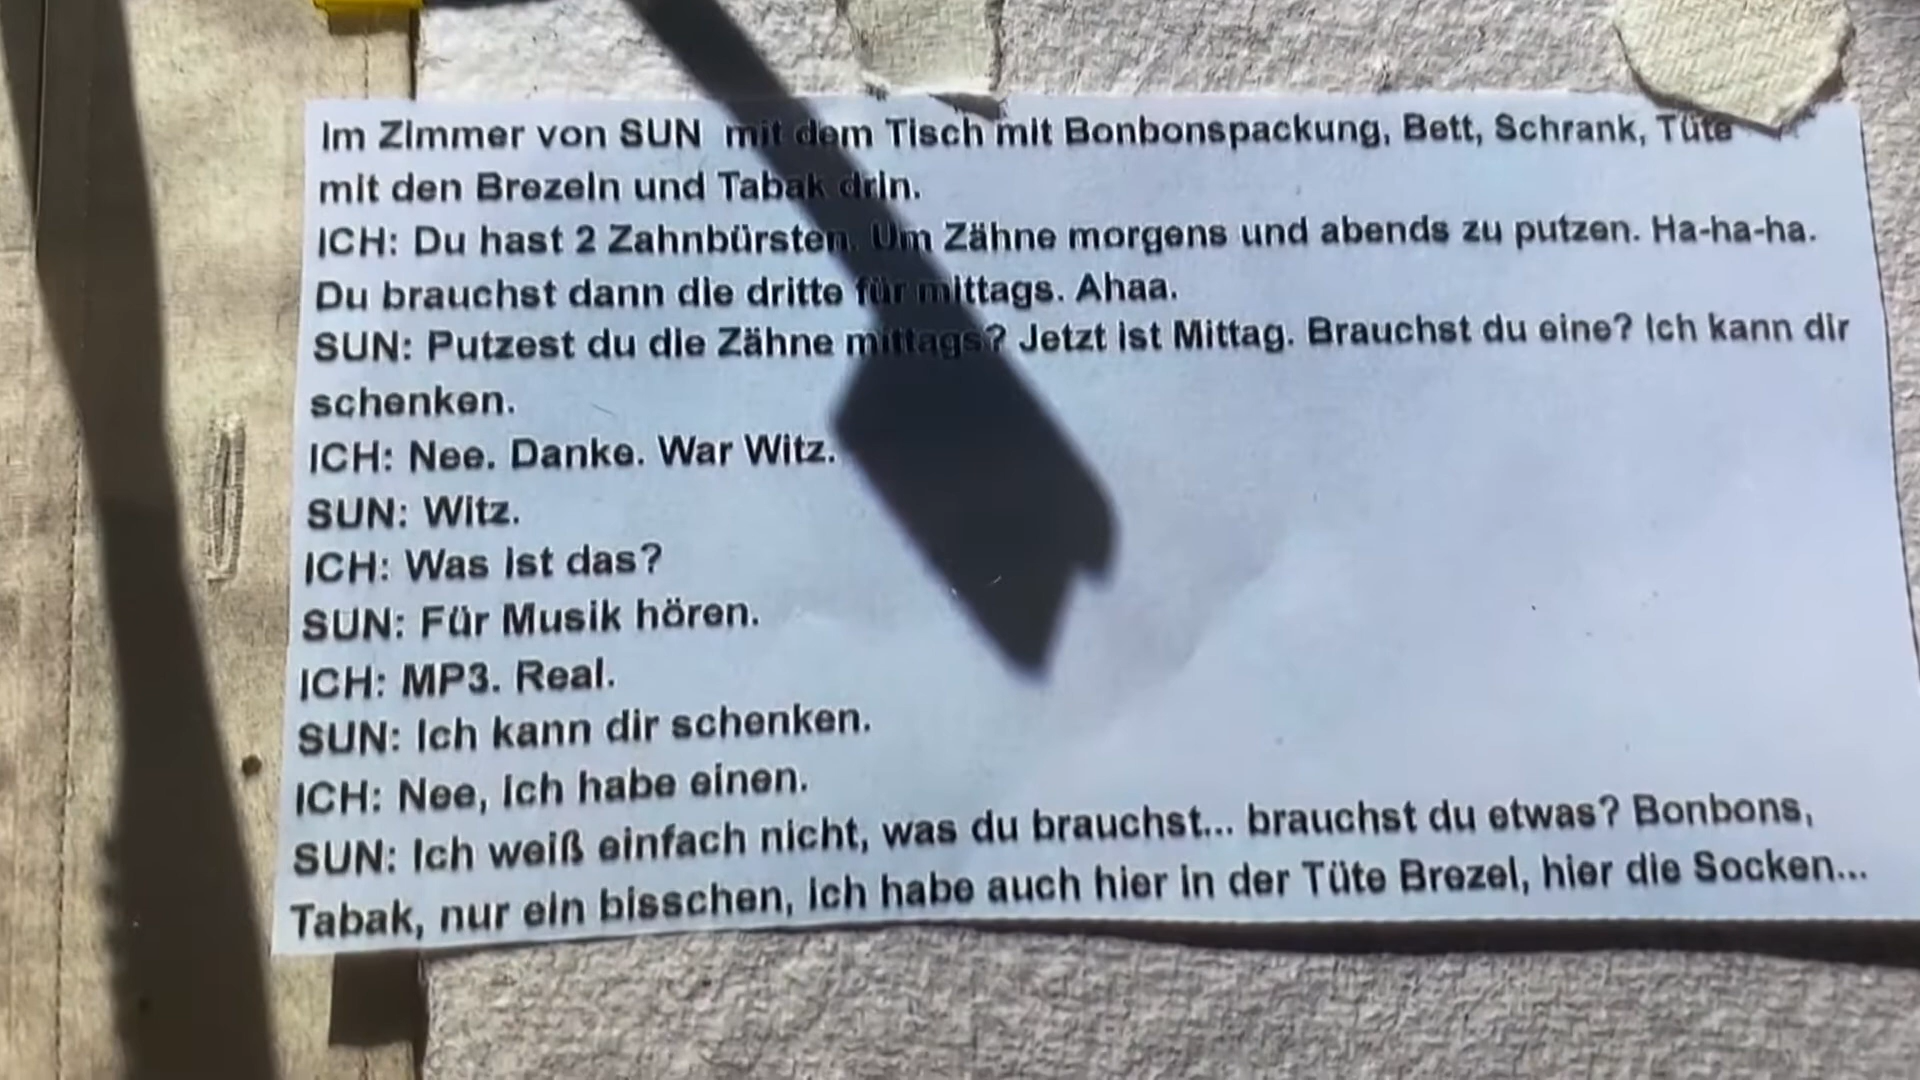 Im Zimmer von SUN mit dem Tisch mit Bonbonspackung, Bett, Schrank, Tüte
mit den Brezeln und Tabak drin.
ICH: Du hast 2 Zahnbürsten. Um Zähne morgens und abends zu putzen. Ha-ha-ha.
Du brauchst dann die dritte für mittags. Ahaa.
SUN: Putzest du die Zähne mittags? Jetzt ist Mittag. Brauchst du eine? Ich kann dir
schenken.
ICH: Nee. Danke. War Witz.
SUN: Witz.
ICH: Was ist das?
SUN: Für Musik hören.
ICH: MP3. Real.
SUN: Ich kann dir schenken.
ICH: Nee, ich habe einen.
SUN: Ich weiß einfach nicht, was du brauchst... brauchst du etwas? Bonbons,
Tabak, nur ein bisschen, ich habe auch hier in der Tüte Brezel, hier die Socken...